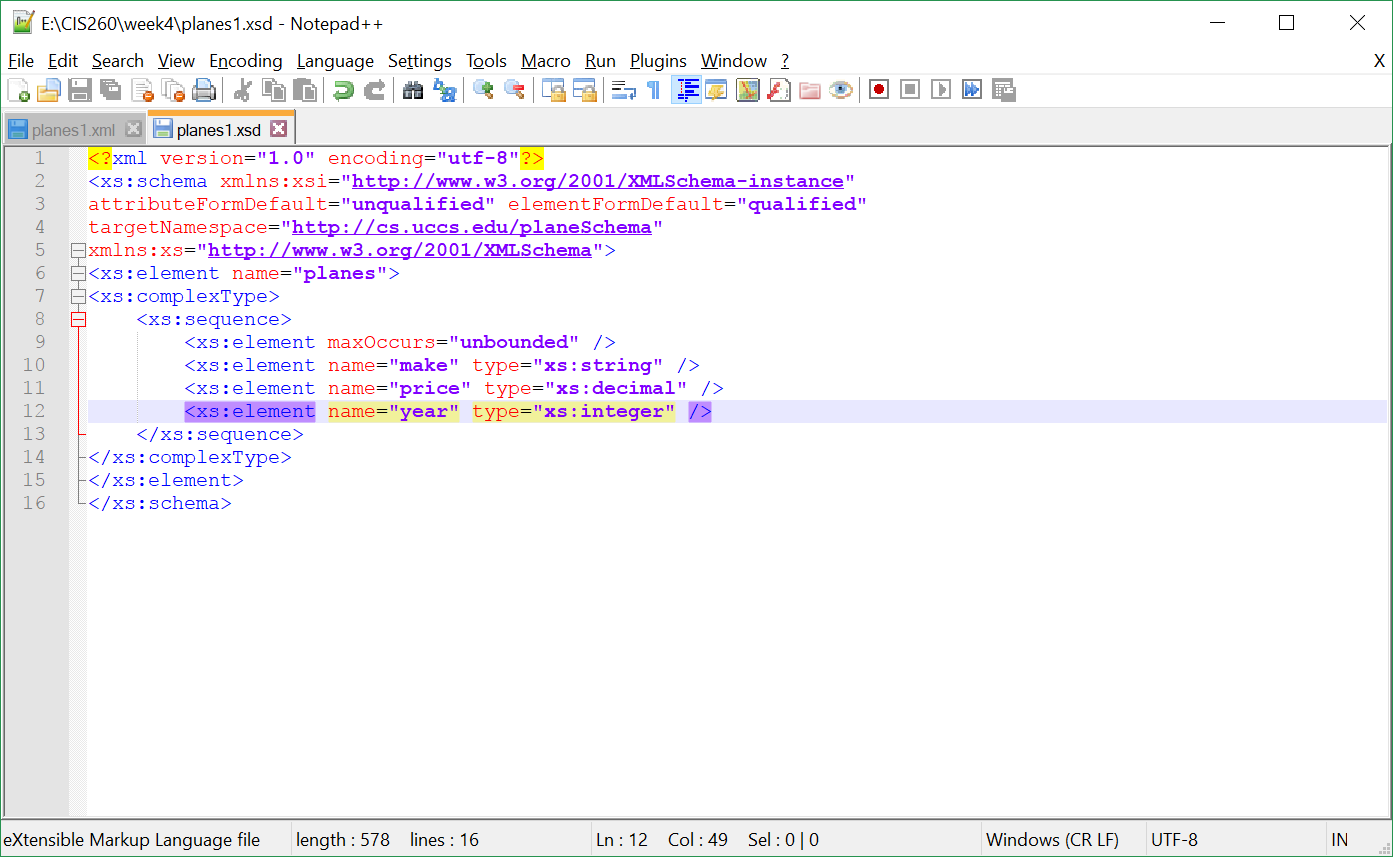 E:\CIS260\week4\planes1.xsd - Notepad++
File Edit Search View Encoding Language Settings Tools Macro Run Plugins Window ? X
planes1.xml planes1.xsd
1 <?xml version="1.0" encoding="utf-8"?>
2 <xs:schema xmlns:xsi="http://www.w3.org/2001/XMLSchema-instance"
3 attributeFormDefault="unqualified" elementFormDefault="qualified"
4 targetNamespace="http://cs.uccs.edu/planeSchema"
5 xmlns:xs="http://www.w3.org/2001/XMLSchema">
6 <xs:element name="planes">
7 <xs:complexType>
8     <xs:sequence>
9         <xs:element maxOccurs="unbounded" />
10         <xs:element name="make" type="xs:string" />
11         <xs:element name="price" type="xs:decimal" />
12         <xs:element name="year" type="xs:integer" />
13     </xs:sequence>
14 </xs:complexType>
15 </xs:element>
16 </xs:schema>
eXtensible Markup Language file length : 578 lines : 16 Ln : 12 Col : 49 Sel : 0 | 0 Windows (CR LF) UTF-8 IN